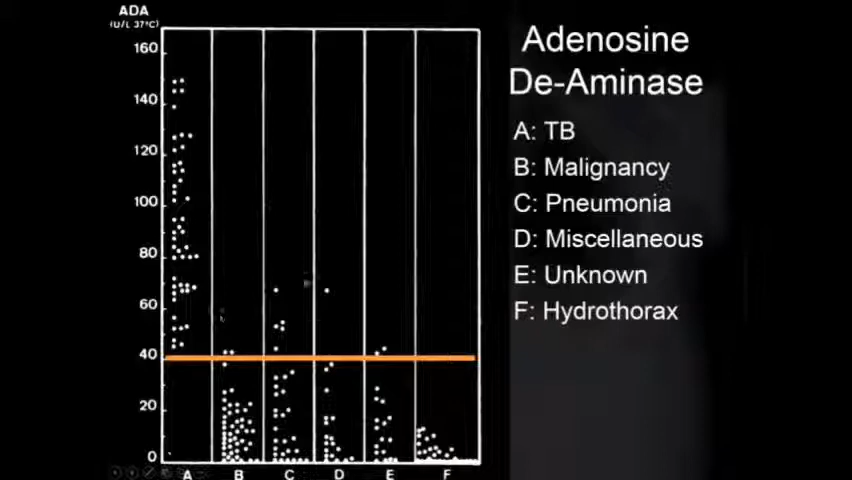 ADA
(U/L 37°C)
160
140
120
100
80
60
40
20
0
A B C D E F
Adenosine
De-Aminase
A: TB
B: Malignancy
C: Pneumonia
D: Miscellaneous
E: Unknown
F: Hydrothorax